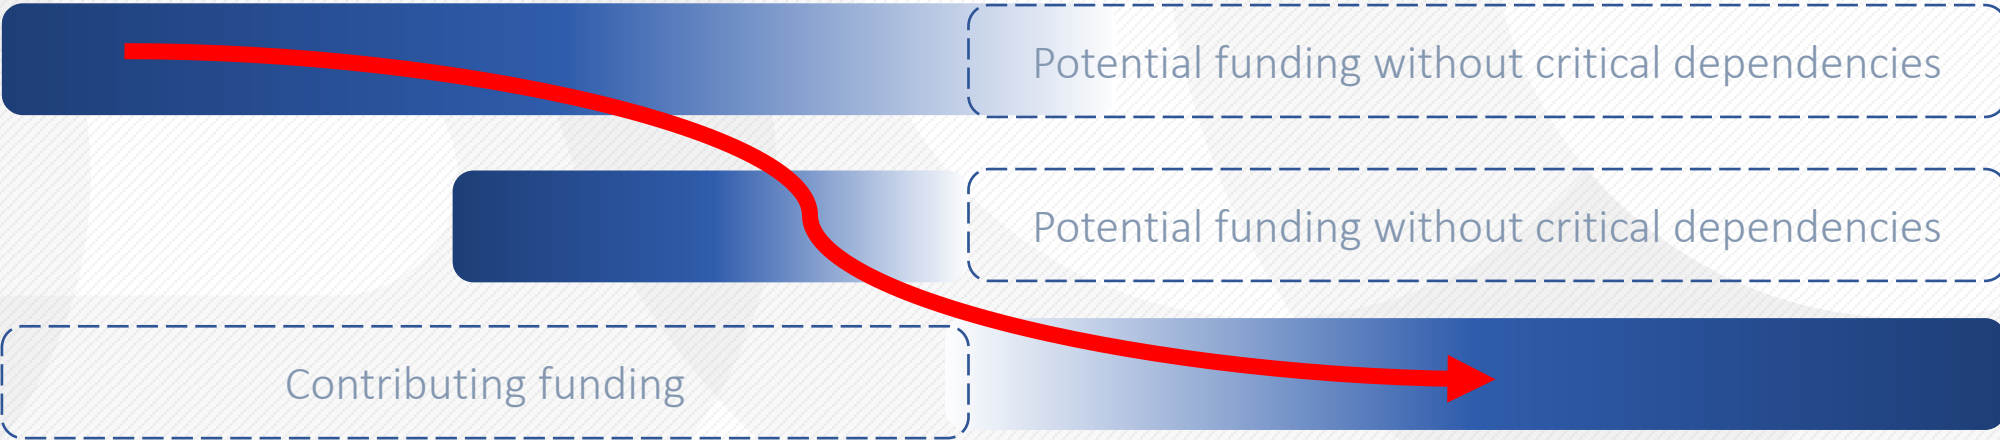 Potential funding without critical dependencies
Potential funding without critical dependencies
Contributing funding